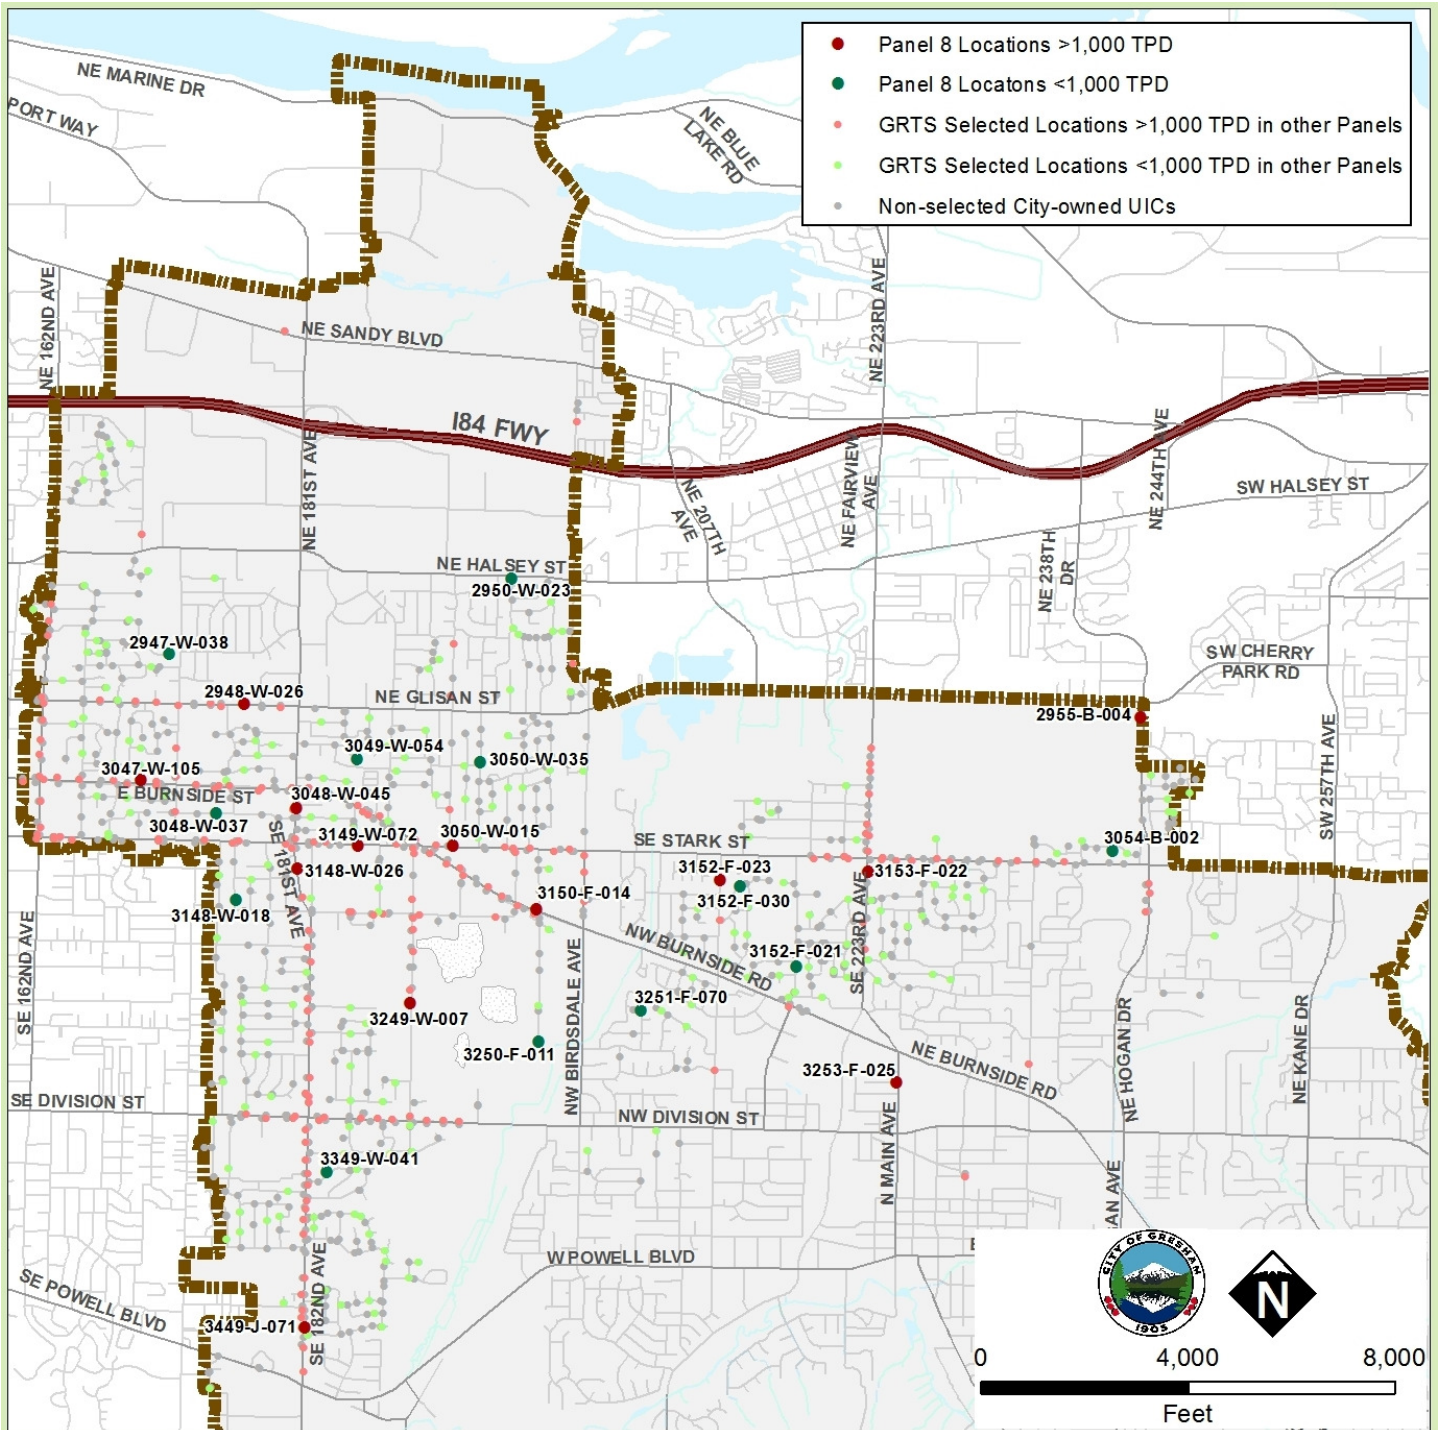 Panel 8 Locations >1,000 TPD
Panel 8 Locatons <1,000 TPD
GRTS Selected Locations >1,000 TPD in other Panels
GRTS Selected Locations <1,000 TPD in other Panels
Non-selected City-owned UICs
NE MARINE DR
PORT WAY
NE BLUE
LAKE RD
NE 162ND AVE
NE SANDY BLVD
NE 223RD AVE
I84 FWY
NE 181ST AVE
NE 207TH
AVE
NE FAIRVIEW
AVE
NE 244TH AVE
SW HALSEY ST
NE HALSEY ST
2950-W-023
NE 238TH
DR
2947-W-038
SW CHERRY
PARK RD
2948-W-026
NE GLISAN ST
2955-B-004
3049-W-054
3050-W-035
3047-W-105
E BURNSIDE ST
3048-W-045
SW 257TH AVE
3048-W-037
SE 181ST AVE
3149-W-072
3050-W-015
SE STARK ST
3054-B-002
3148-W-026
3152-F-023
3153-F-022
3150-F-014
3152-F-030
3148-W-018
SE 162ND AVE
NW BURNSIDE RD
3152-F-021
SE 223RD AVE
3249-W-007
3251-F-070
3250-F-011
NW BIRDSDALE AVE
NE HOGAN DR
NE KANE DR
3253-F-025
NE BURNSIDE RD
SE DIVISION ST
NW DIVISION ST
3349-W-041
N MAIN AVE
AN AVE
W POWELL BLVD
E
SE POWELL BLVD
3449-J-071
SE 182ND AVE
CITY OF GRESHAM
1905
N
0 4,000 8,000
Feet